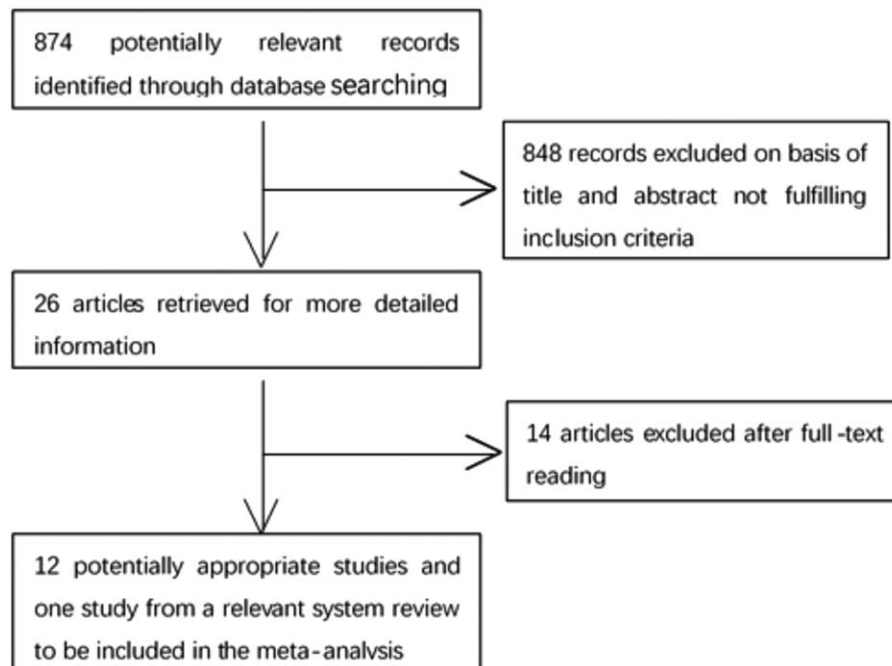 874 potentially relevant records
identified through database searching
848 records excluded on basis of
title and abstract not fulfilling
inclusion criteria
26 articles retrieved for more detailed
information
14 articles excluded after full-text
reading
12 potentially appropriate studies and
one study from a relevant system review
to be included in the meta-analysis